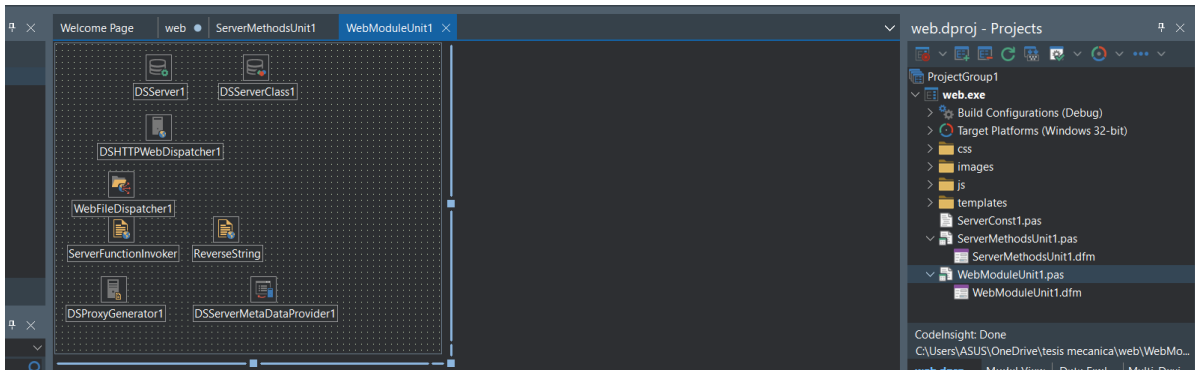 Welcome Page
web
ServerMethodsUnit1
WebModuleUnit1
DSServer1
DSServerClass1
DSHTTPWebDispatcher1
WebFileDispatcher1
ServerFunctionInvoker
ReverseString
DSProxyGenerator1
DSServerMetaDataProvider1
web.dproj - Projects
ProjectGroup1
web.exe
Build Configurations (Debug)
Target Platforms (Windows 32-bit)
css
images
js
templates
ServerConst1.pas
ServerMethodsUnit1.pas
ServerMethodsUnit1.dfm
WebModuleUnit1.pas
WebModuleUnit1.dfm
CodeInsight: Done
C:\Users\ASUS\OneDrive\tesis mecanica\web\WebMo...